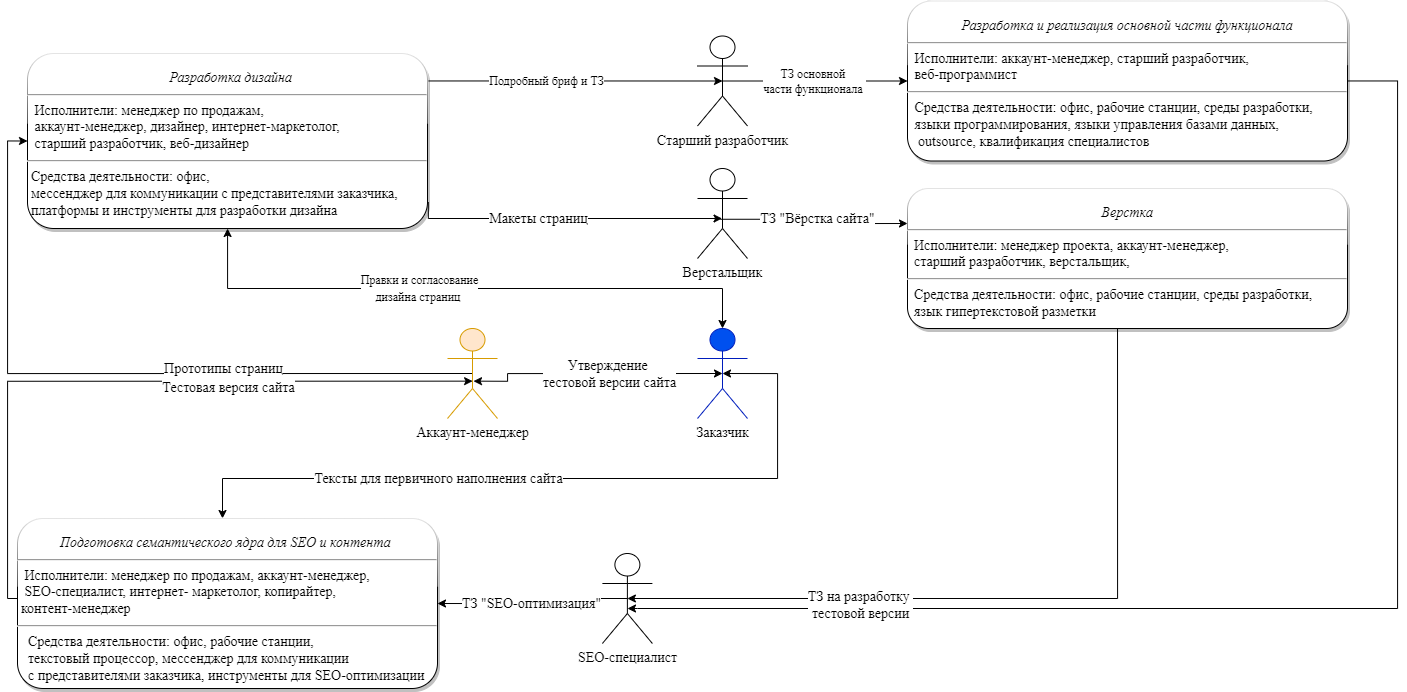 Разработка дизайна
Исполнители: менеджер по продажам,
аккаунт-менеджер, дизайнер, интернет-маркетолог,
старший разработчик, веб-дизайнер
Средства деятельности: офис,
мессенджер для коммуникации с представителями заказчика,
платформы и инструменты для разработки дизайна
Подробный бриф и ТЗ
Старший разработчик
ТЗ основной
части функционала
Разработка и реализация основной части функционала
Исполнители: аккаунт-менеджер, старший разработчик,
веб-программист
Средства деятельности: офис, рабочие станции, среды разработки,
языки программирования, языки управления базами данных,
outsource, квалификация специалистов
Макеты страниц
Верстальщик
ТЗ "Вёрстка сайта"
Верстка
Исполнители: менеджер проекта, аккаунт-менеджер,
старший разработчик, верстальщик,
Средства деятельности: офис, рабочие станции, среды разработки,
язык гипертекстовой разметки
Правки и согласование
дизайна страниц
Прототипы страниц
Тестовая версия сайта
Аккаунт-менеджер
Утверждение
тестовой версии сайта
Заказчик
Тексты для первичного наполнения сайта
Подготовка семантического ядра для SEO и контента
Исполнители: менеджер по продажам, аккаунт-менеджер,
SEO-специалист, интернет- маркетолог, копирайтер,
контент-менеджер
Средства деятельности: офис, рабочие станции,
текстовый процессор, мессенджер для коммуникации
с представителями заказчика, инструменты для SEO-оптимизации
ТЗ "SEO-оптимизация"
SEO-специалист
ТЗ на разработку
тестовой версии